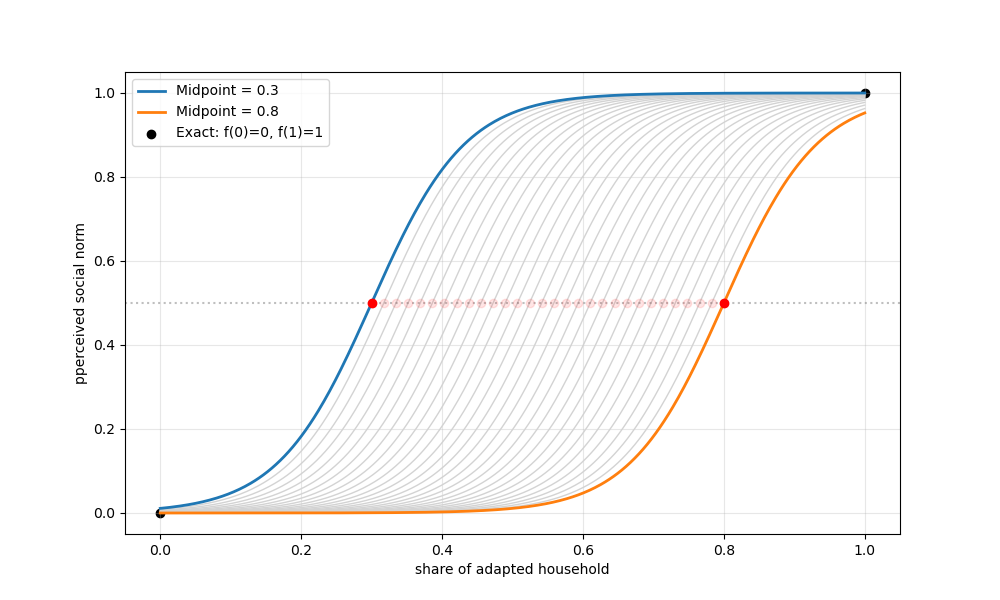 Midpoint = 0.3
Midpoint = 0.8
Exact: f(0)=0, f(1)=1
1.0
0.8
0.6
0.4
0.2
0.0
pperceived social norm
0.0 0.2 0.4 0.6 0.8 1.0
share of adapted household